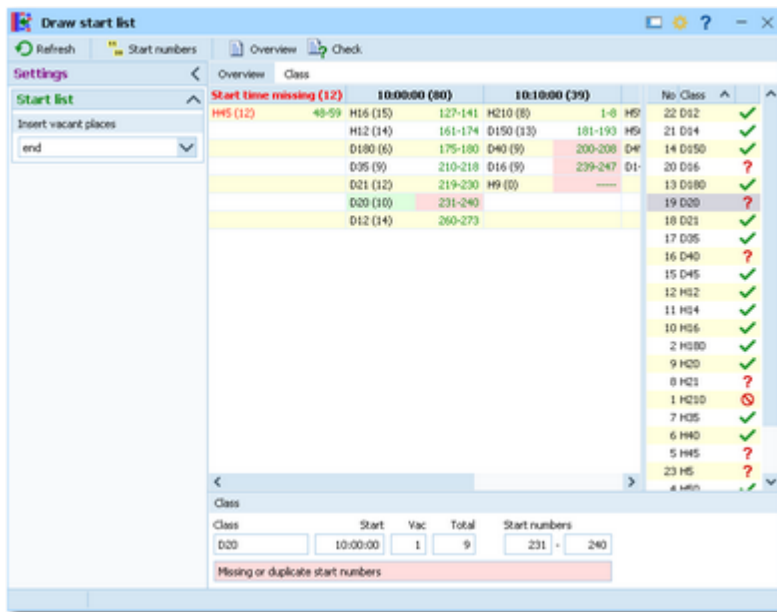 Draw start list
?
Refresh Start numbers Overview Check
Settings
Start list
Insert vacant places
end
Overview Class
Start time missing (12) 10:00:00 (80) 10:10:00 (39)
H45 (12) 48-59 H16 (15) 127-141 H210 (8) 1-8
H12 (14) 161-174 D150 (13) 181-193
D180 (6) 175-180 D40 (9) 200-208
D35 (9) 210-218 D16 (9) 239-247 D1
D21 (12) 219-230 H9 (0) -----
D20 (10) 231-240
D12 (14) 260-273
No Class
22 D12
21 D14
14 D150
20 D16 ?
13 D180
19 D20 ?
18 D21
17 D35
16 D40 ?
15 D45
12 H12
11 H14
10 H16
2 H180
9 H20
8 H21 ?
1 H210
7 H35
6 H40
5 H45 ?
23 H5 ?
4 H50
Class
Class Start Vac Total Start numbers
D20 10:00:00 1 9 231 - 240
Missing or duplicate start numbers